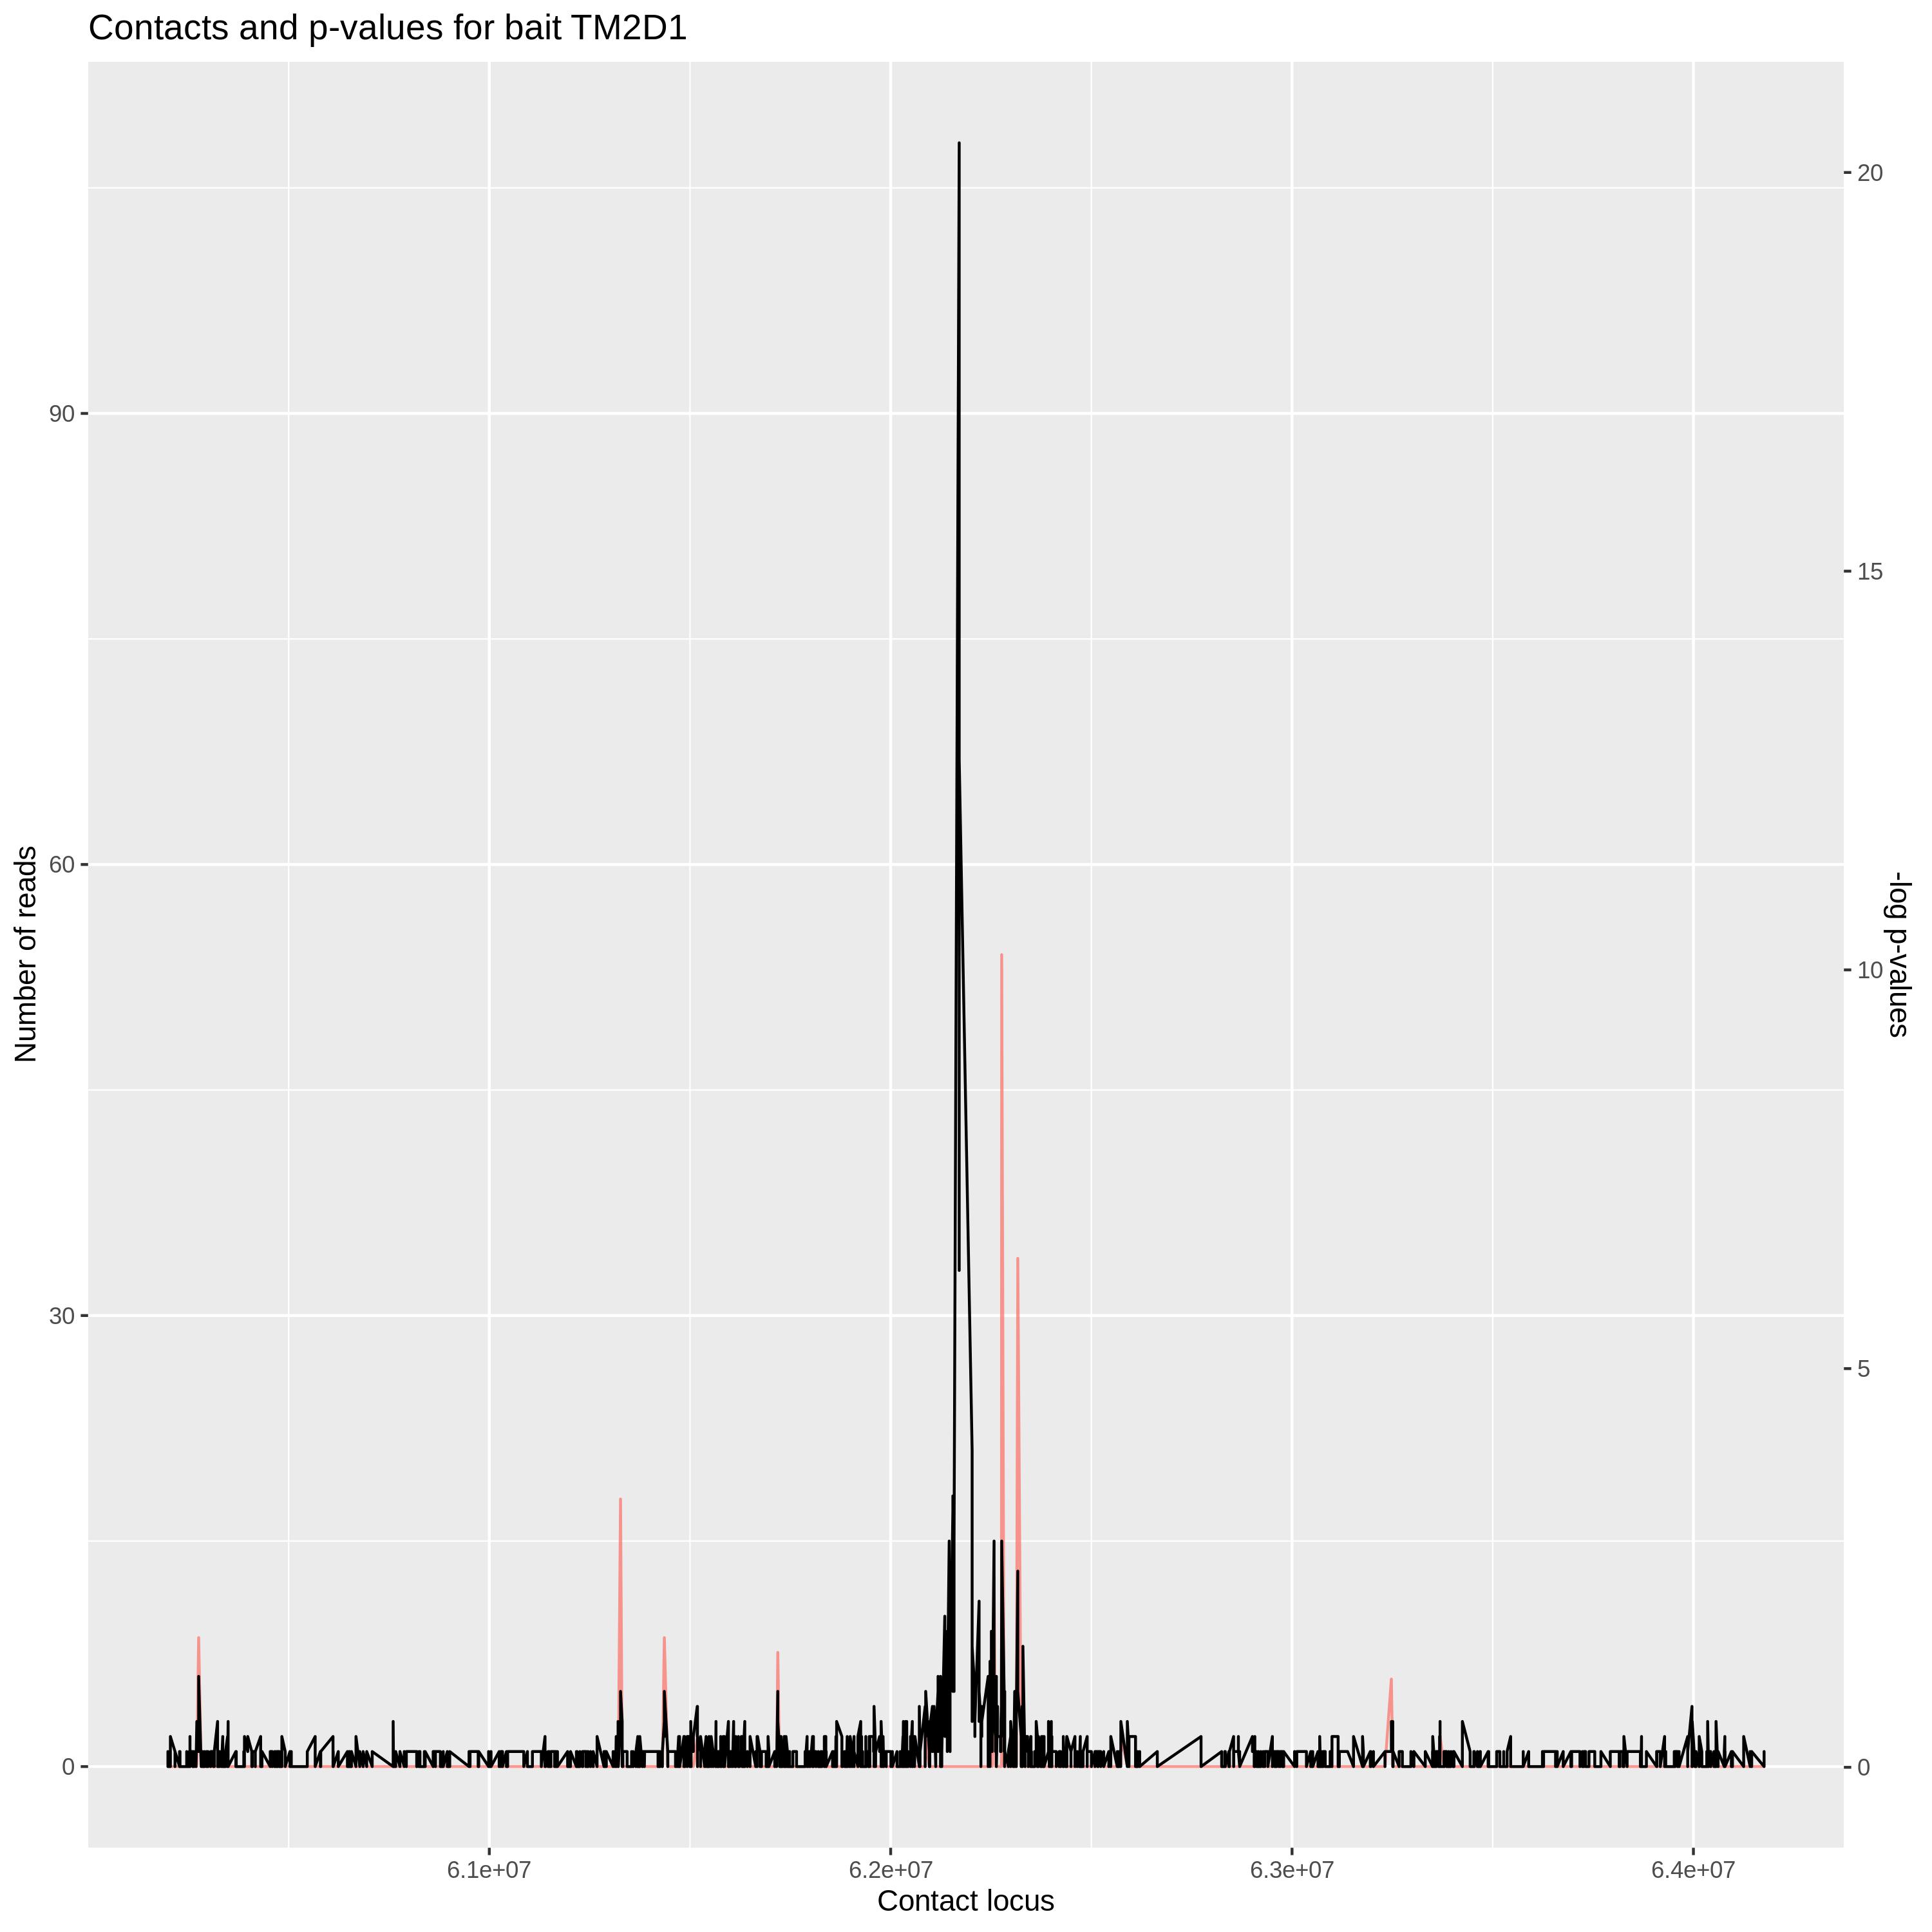 Contacts and p-values for bait TM2D1
Number of reads
90
60
30
0
20
15
10
5
0
-log p-values
6.1e+07 6.2e+07 6.3e+07 6.4e+07
Contact locus